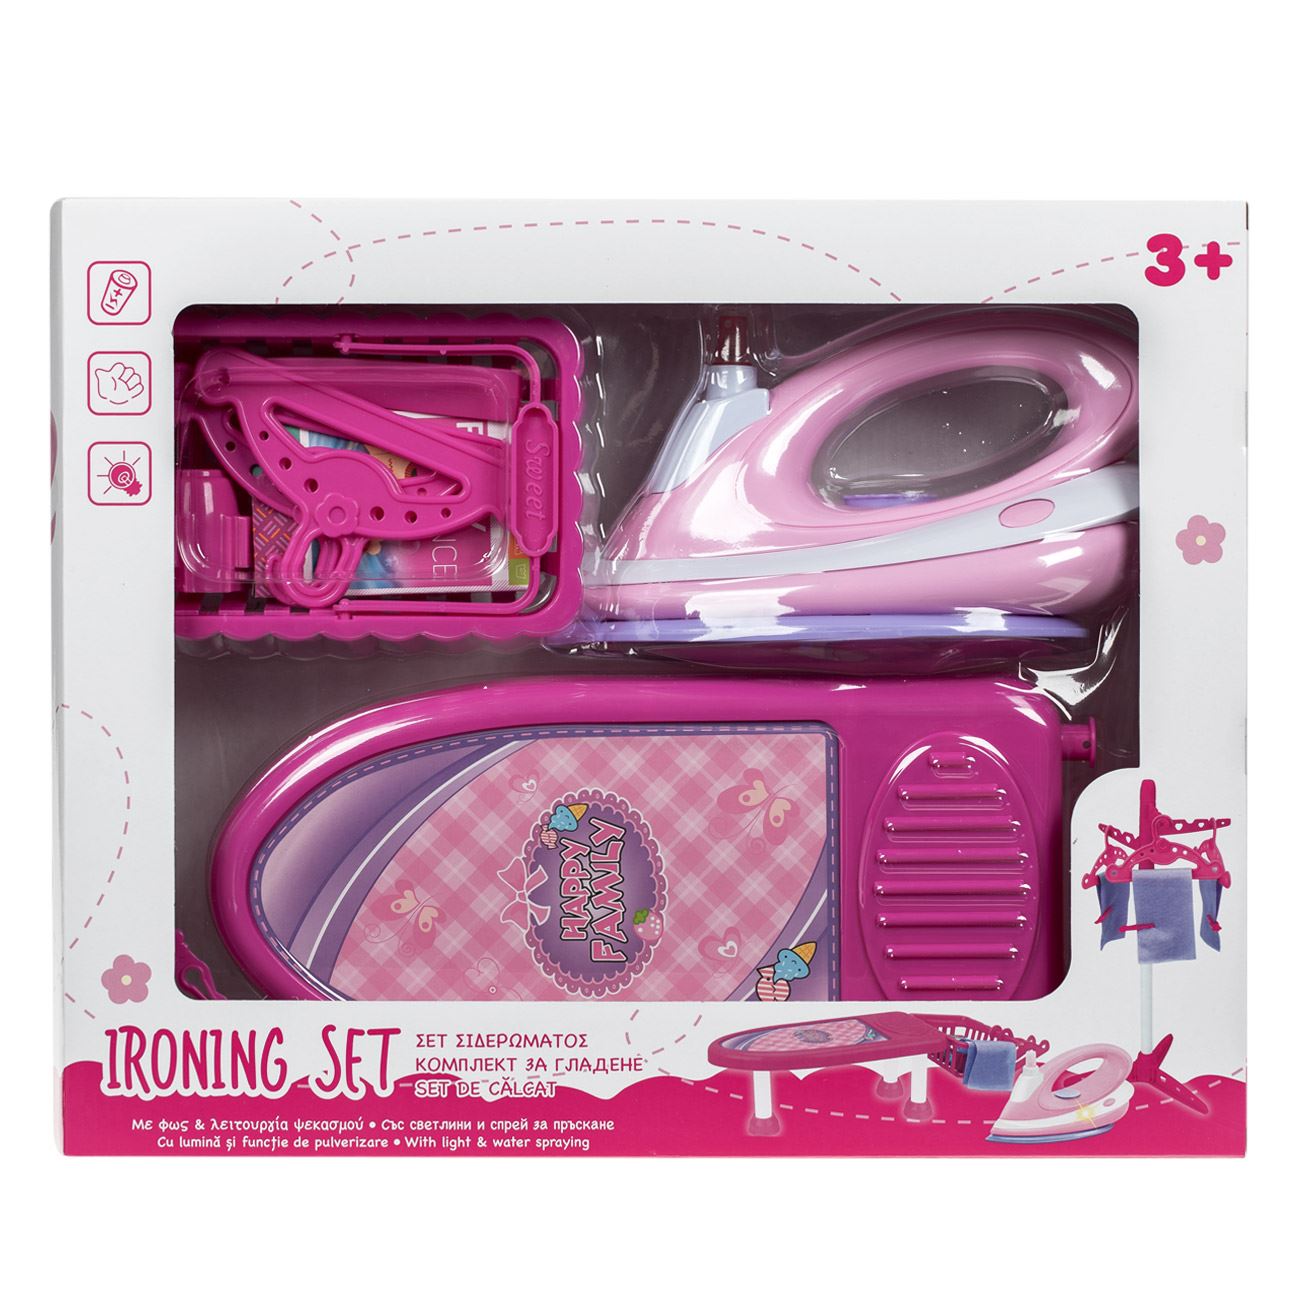 3+
Sweet
HAPPY
FAMILY
IRONING SET
ΣΕΤ ΣΙΔΕΡΩΜΑΤΟΣ
КОМПЛЕКТ ЗА ГЛАДЕНЕ
SET DE CĂLCAT
Με φως & λειτουργία ψεκασμού • Със светлини и спрей за пръскане
Cu lumină și funcție de pulverizare • With light & water spraying